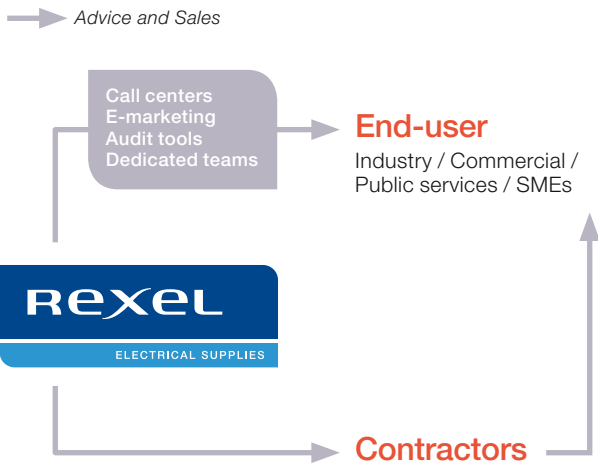 Advice and Sales
Call centers
E-marketing
Audit tools
Dedicated teams
End-user
Industry / Commercial /
Public services / SMEs
Rexel
ELECTRICAL SUPPLIES
Contractors